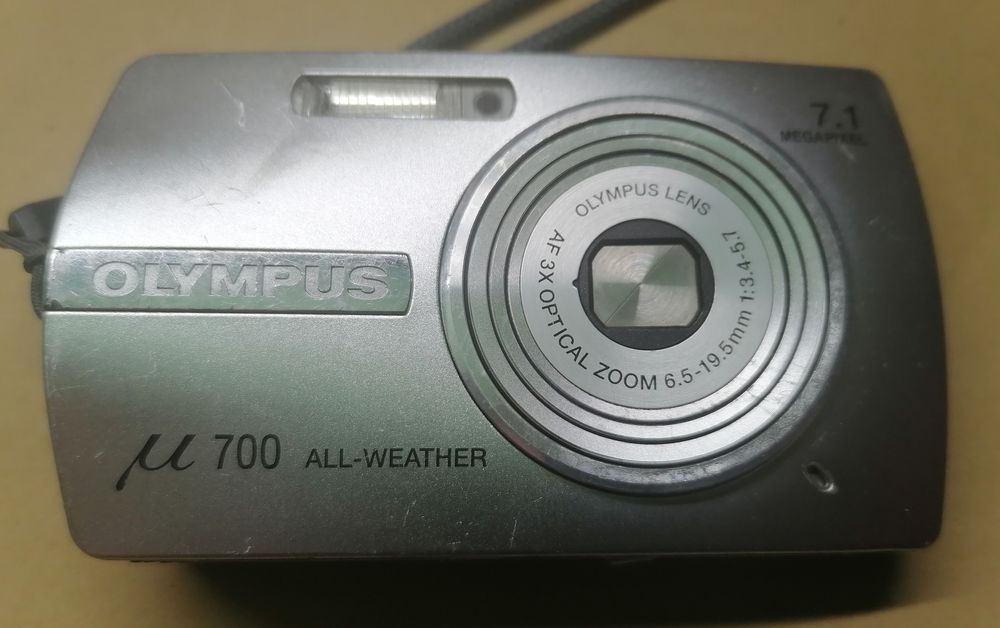 7.1
MEGAPIXEL
OLYMPUS LENS
AF 3X OPTICAL ZOOM 6.5-19.5mm 1:3.4-5.7
OLYMPUS
µ 700 ALL-WEATHER